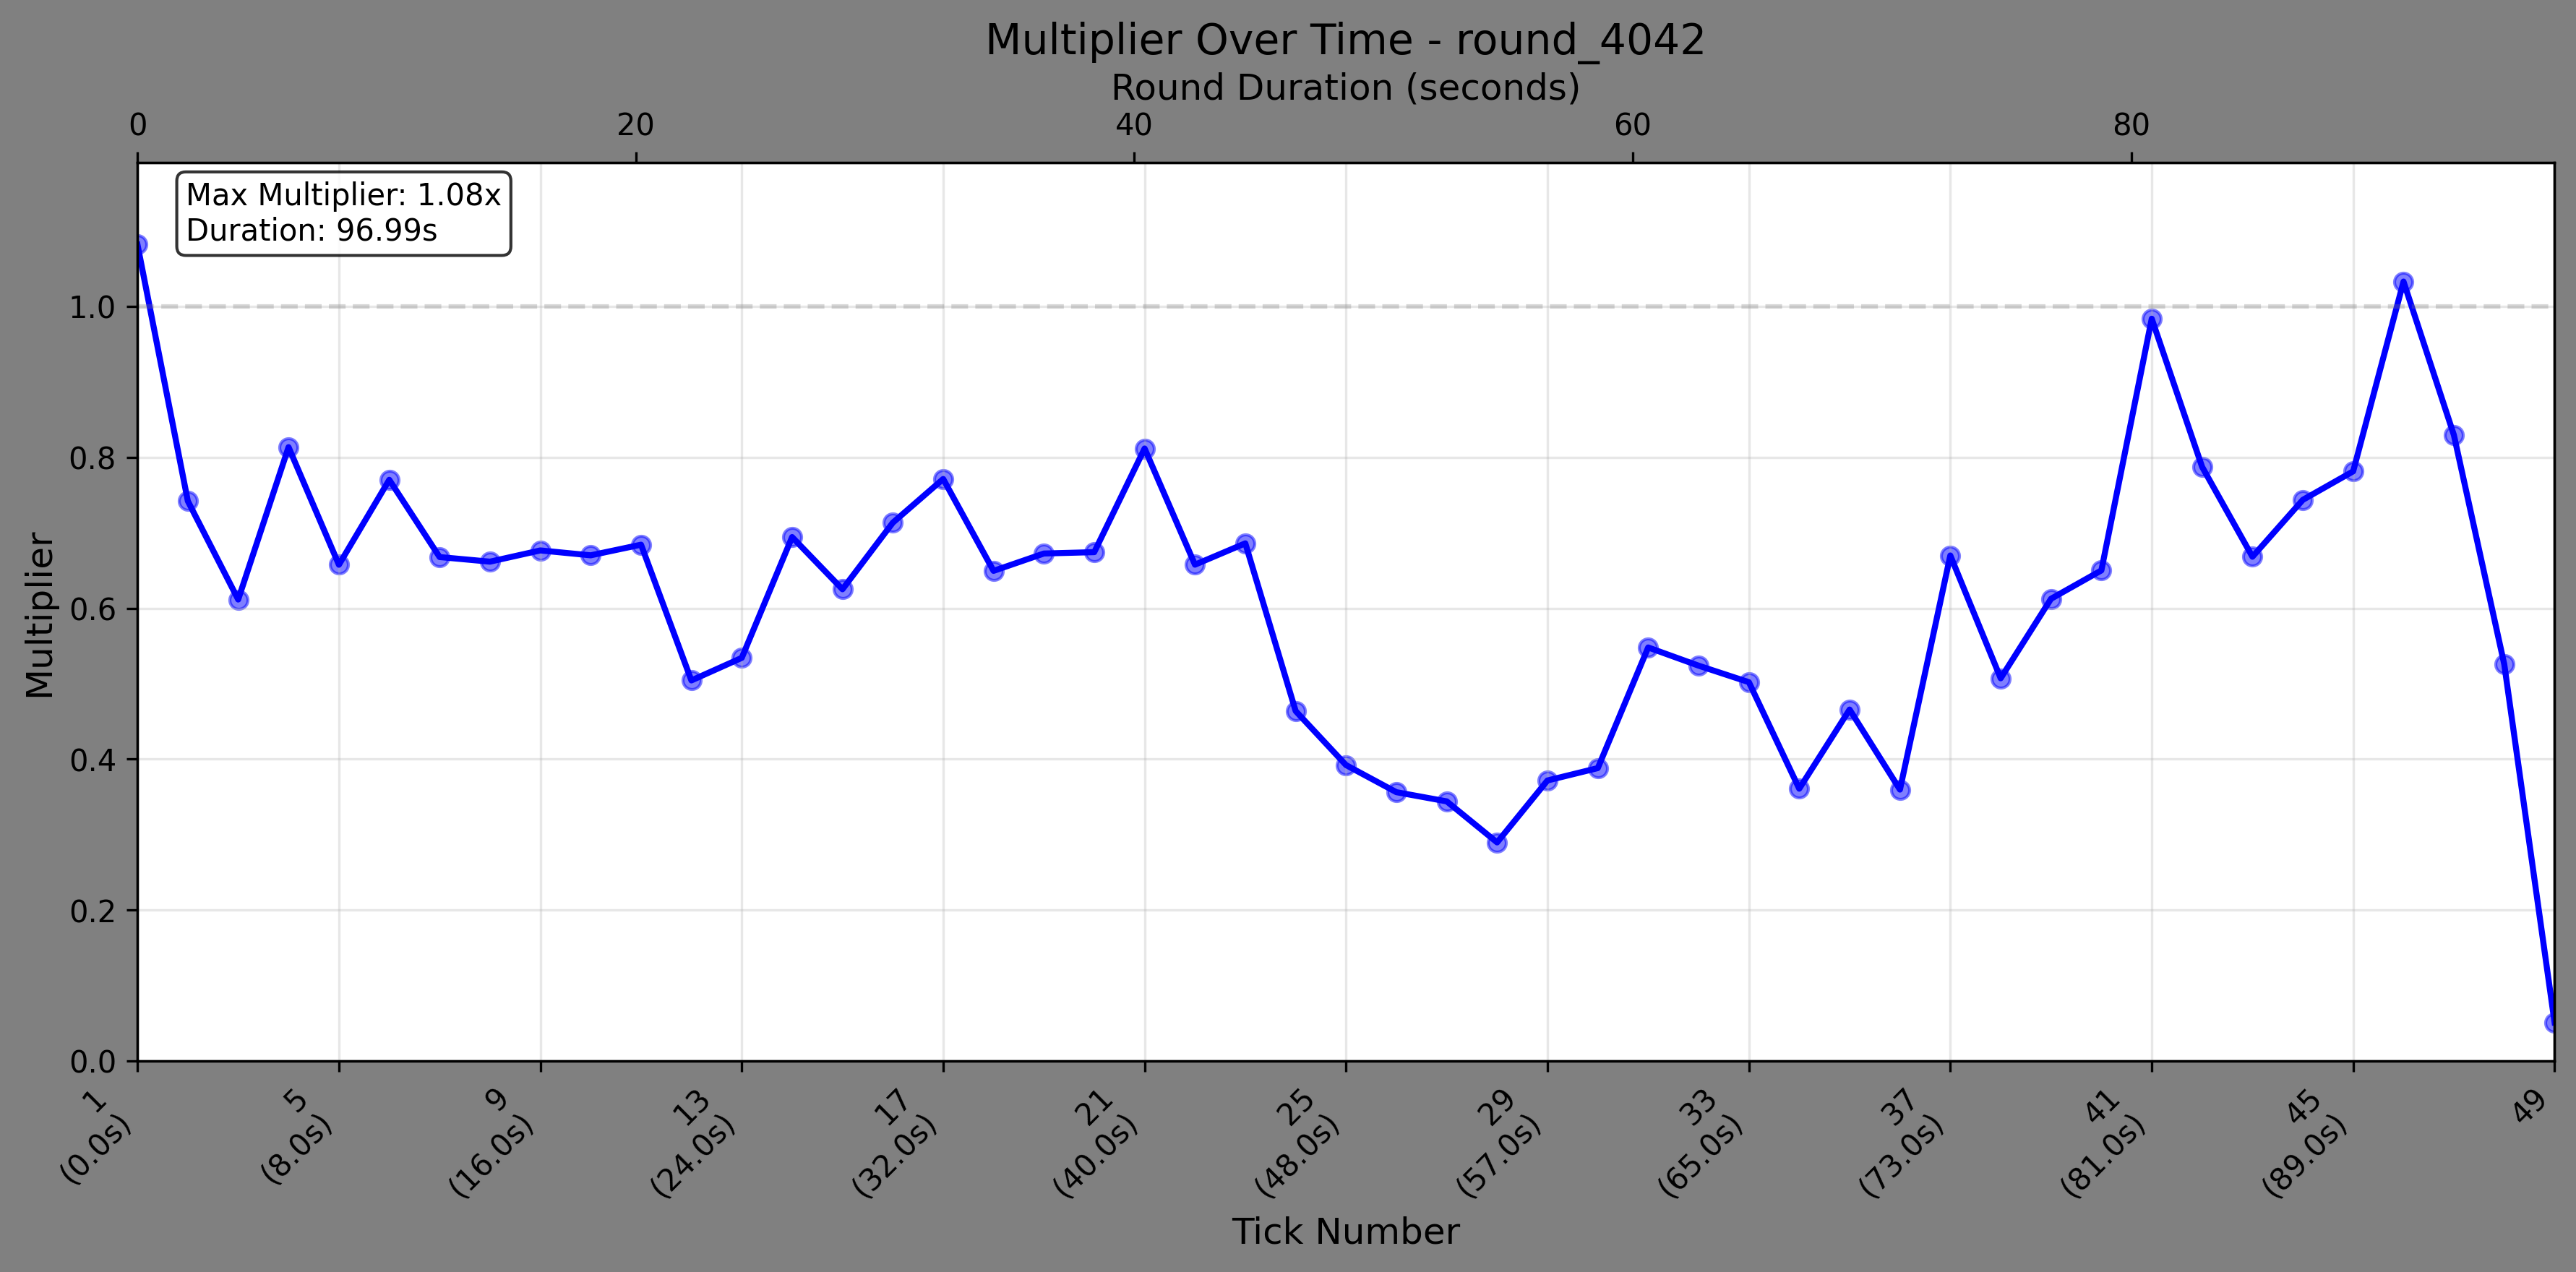 Multiplier Over Time - round_4042
Round Duration (seconds)
0 20 40 60 80
Max Multiplier: 1.08x
Duration: 96.99s
Multiplier
1.0
0.8
0.6
0.4
0.2
0.0
1
(0.0s)
5
(8.0s)
9
(16.0s)
13
(24.0s)
17
(32.0s)
21
(40.0s)
25
(48.0s)
29
(57.0s)
33
(65.0s)
37
(73.0s)
41
(81.0s)
45
(89.0s)
49
Tick Number